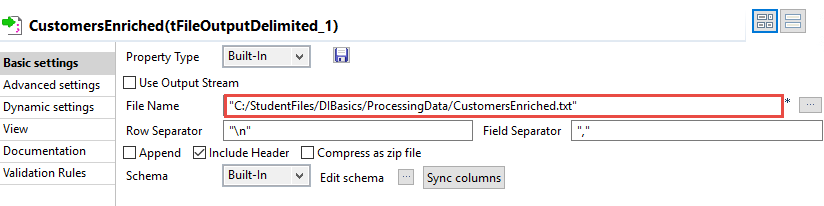 CustomersEnriched(tFileOutputDelimited_1)
Basic settings
Advanced settings
Dynamic settings
View
Documentation
Validation Rules
Property Type Built-In
Use Output Stream
File Name "C:/StudentFiles/DIBasics/ProcessingData/CustomersEnriched.txt" * ...
Row Separator "\n" Field Separator ","
Append Include Header Compress as zip file
Schema Built-In Edit schema ... Sync columns